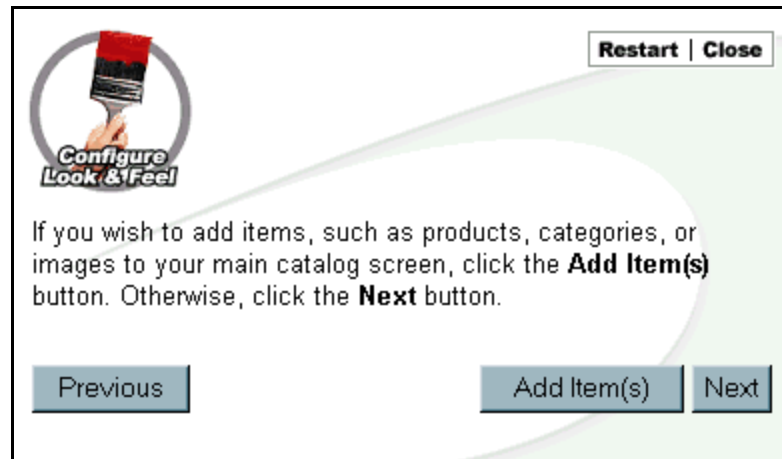 Restart | Close
Configure
Look & Feel
If you wish to add items, such as products, categories, or
images to your main catalog screen, click the Add Item(s)
button. Otherwise, click the Next button.
Previous
Add Item(s)
Next